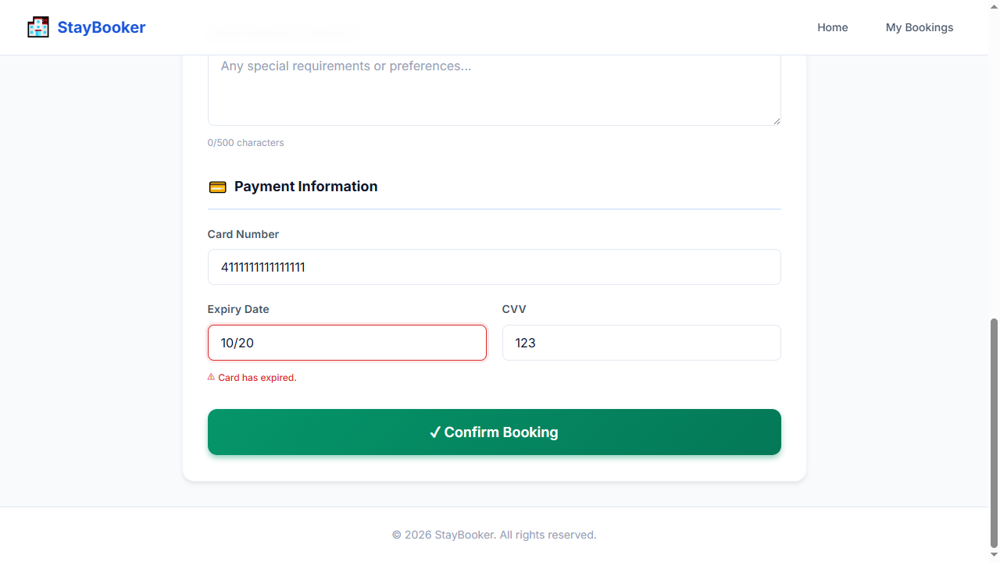 StayBooker
Home
My Bookings
Any special requirements or preferences...
0/500 characters
Payment Information
Card Number
4111111111111111
Expiry Date
CVV
10/20
123
⚠ Card has expired.
✓ Confirm Booking
© 2026 StayBooker. All rights reserved.